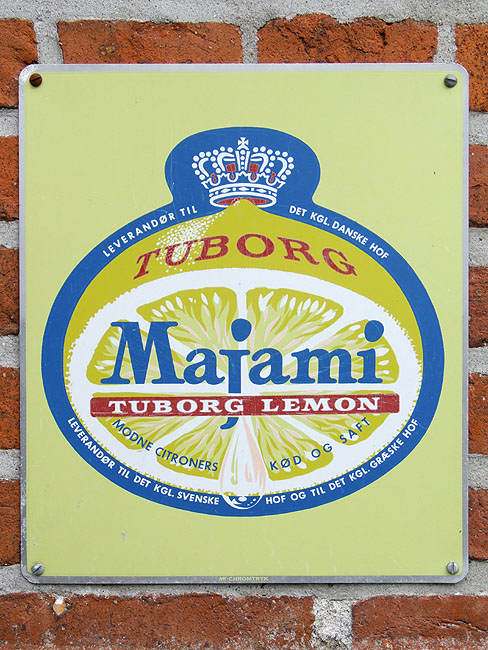 LEVERANDØR TIL DET KGL. DANSKE HOF
TUBORG
Majami
TUBORG LEMON
MODNE CITRONERS KØD OG SAFT
LEVERANDØR TIL DET KGL. SVENSKE HOF OG TIL DET KGL. GRÆSKE HOF